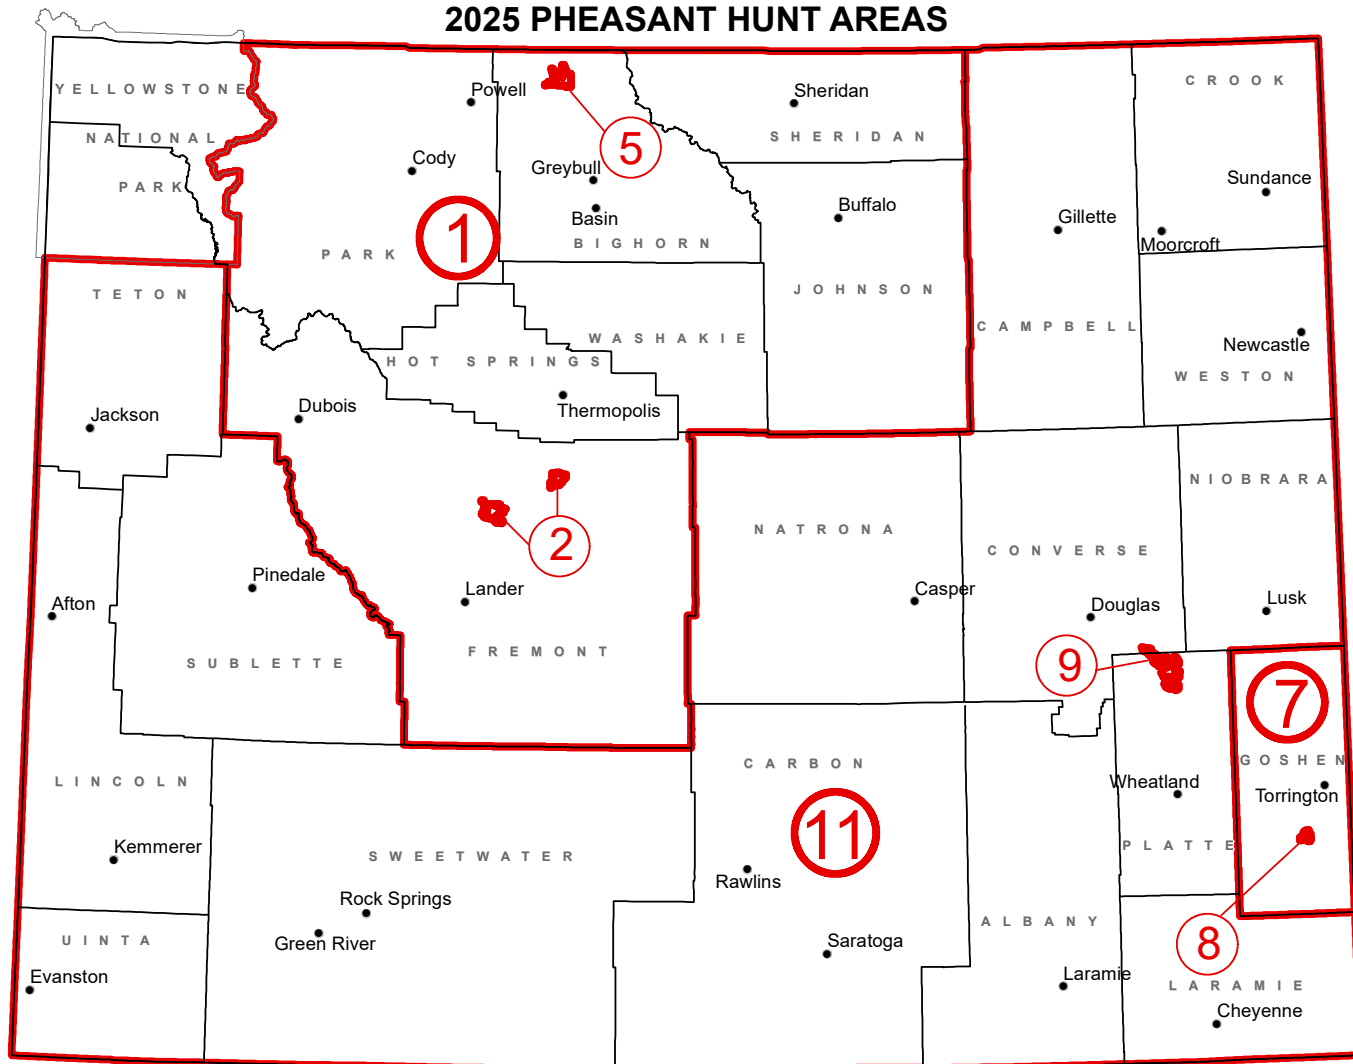 2025 PHEASANT HUNT AREAS
YELLOWSTONE
NATIONAL
PARK
Powell
Sheridan
SHERIDAN
CROOK
5
Cody
Greybull
Basin
BIGHORN
Buffalo
Sundance
Gillette
Moorcroft
1
PARK
TETON
JOHNSON
WASHAKIE
CAMPBELL
Newcastle
WESTON
HOT SPRINGS
Thermopolis
Dubois
Jackson
NIOBRARA
2
NATRONA
CONVERSE
Pinedale
Lander
Casper
Douglas
Lusk
Afton
SUBLETTE
FREMONT
9
7
GOSHEN
CARBON
LINCOLN
Wheatland
Torrington
11
PLATTE
Kemmerer
SWEETWATER
Rawlins
Rock Springs
Green River
UINTA
Saratoga
ALBANY
8
Evanston
Laramie
LARAMIE
Cheyenne